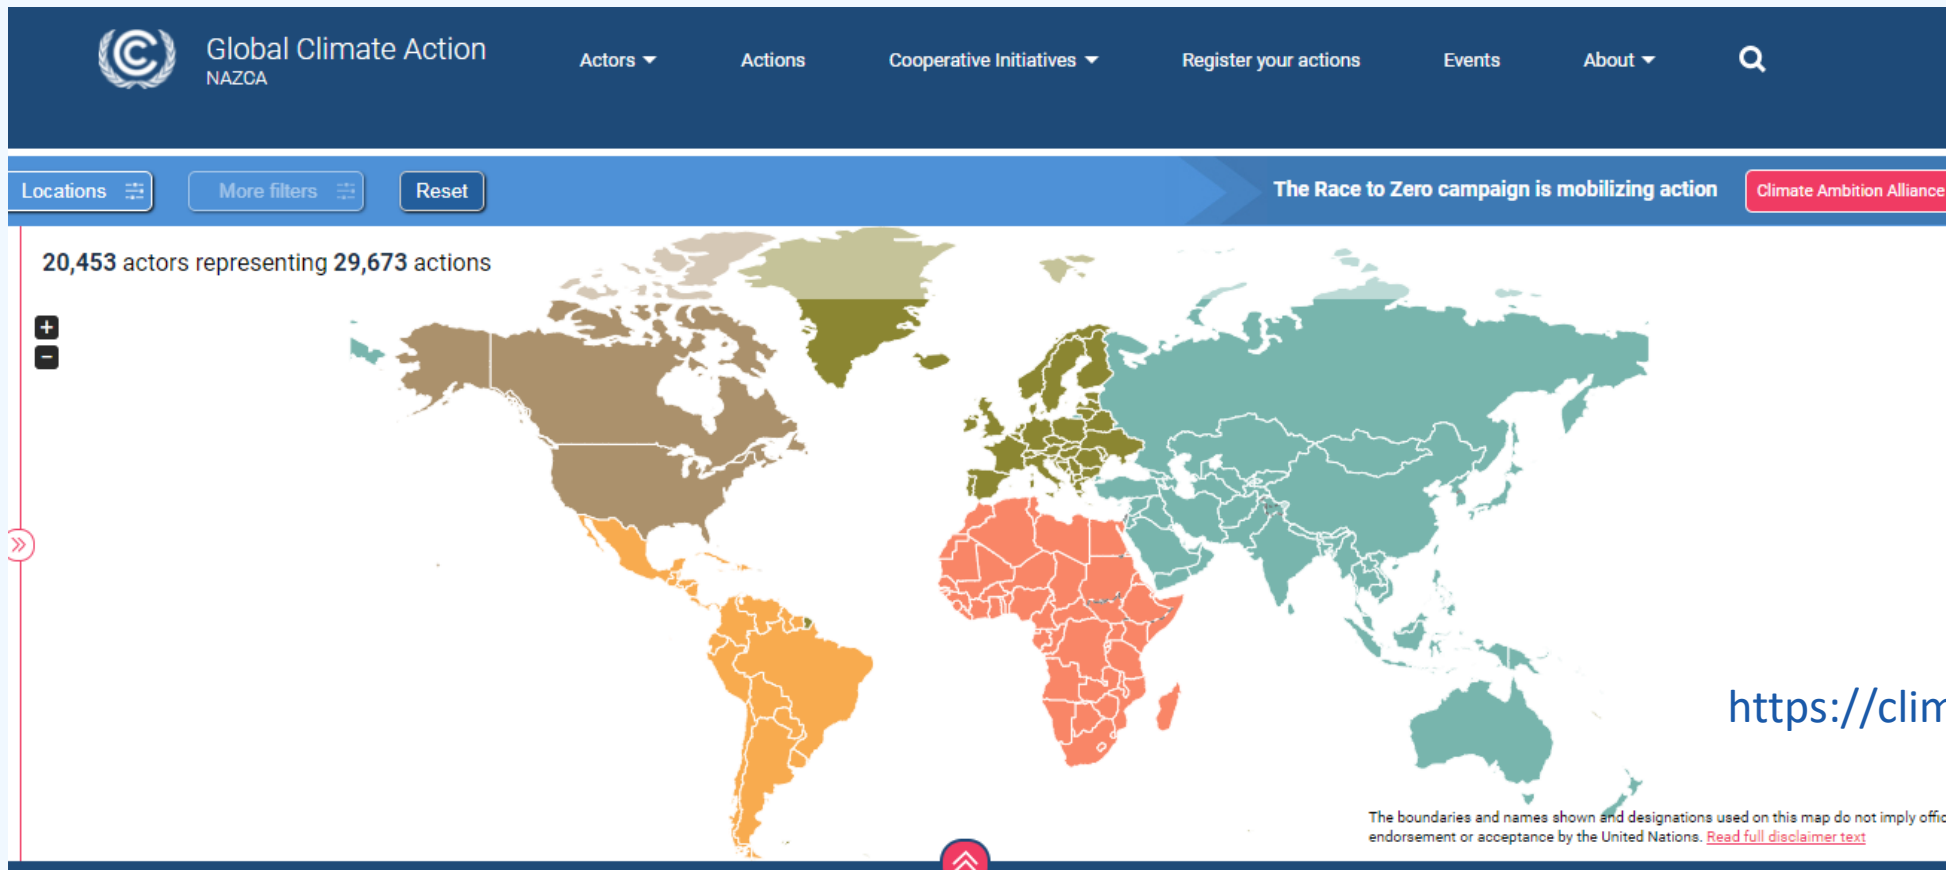 Global Climate Action
NAZCA
Actors
Actions
Cooperative Initiatives
Register your actions
Events
About
Locations
More filters
Reset
The Race to Zero campaign is mobilizing action
Climate Ambition Alliance
20,453 actors representing 29,673 actions
+
-
https://clim
The boundaries and names shown and designations used on this map do not imply offic
endorsement or acceptance by the United Nations. Read full disclaimer text